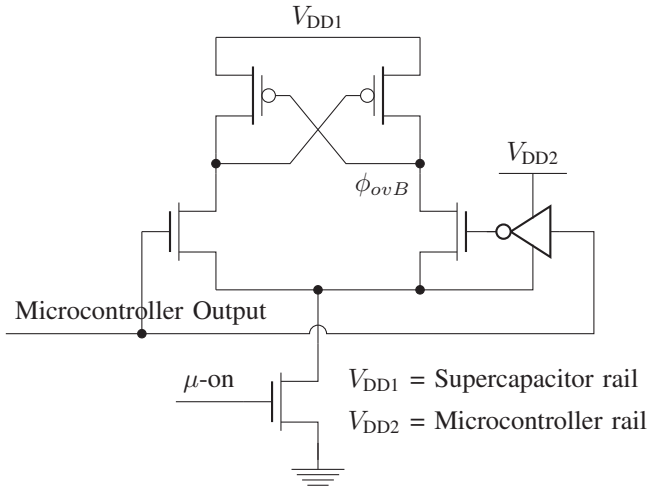 V_DD1
V_DD2
ϕ_ovB
Microcontroller Output
μ-on
V_DD1 = Supercapacitor rail
V_DD2 = Microcontroller rail